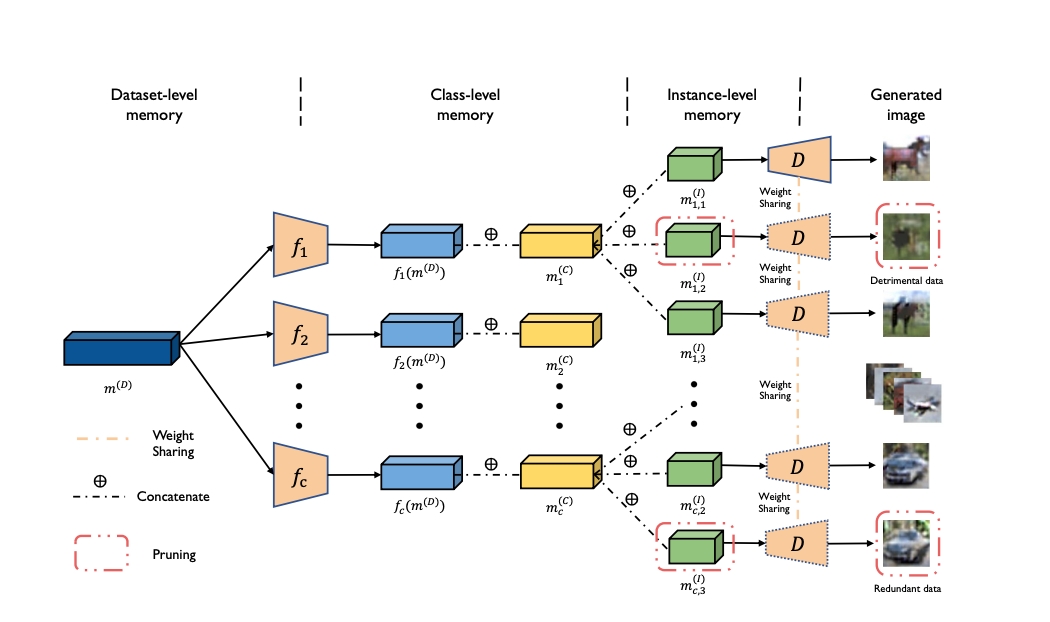 Dataset-level
memory
Class-level
memory
Instance-level
memory
Generated
image
D
m_{1,1}^{(I)}
Weight
Sharing
f_1
⊕
f_1(m^{(D)})
⊕
m_1^{(C)}
⊕
⊕
m_{1,2}^{(I)}
D
Weight
Sharing
Detrimental data
D
m_{1,3}^{(I)}
f_2
⊕
f_2(m^{(D)})
m_2^{(C)}
m^{(D)}
Weight
Sharing
f_c
⊕
f_c(m^{(D)})
m_c^{(C)}
⊕
⊕
⊕
m_{c,2}^{(I)}
D
Weight
Sharing
D
m_{c,3}^{(I)}
Redundant data
Weight
Sharing
⊕
Concatenate
Pruning